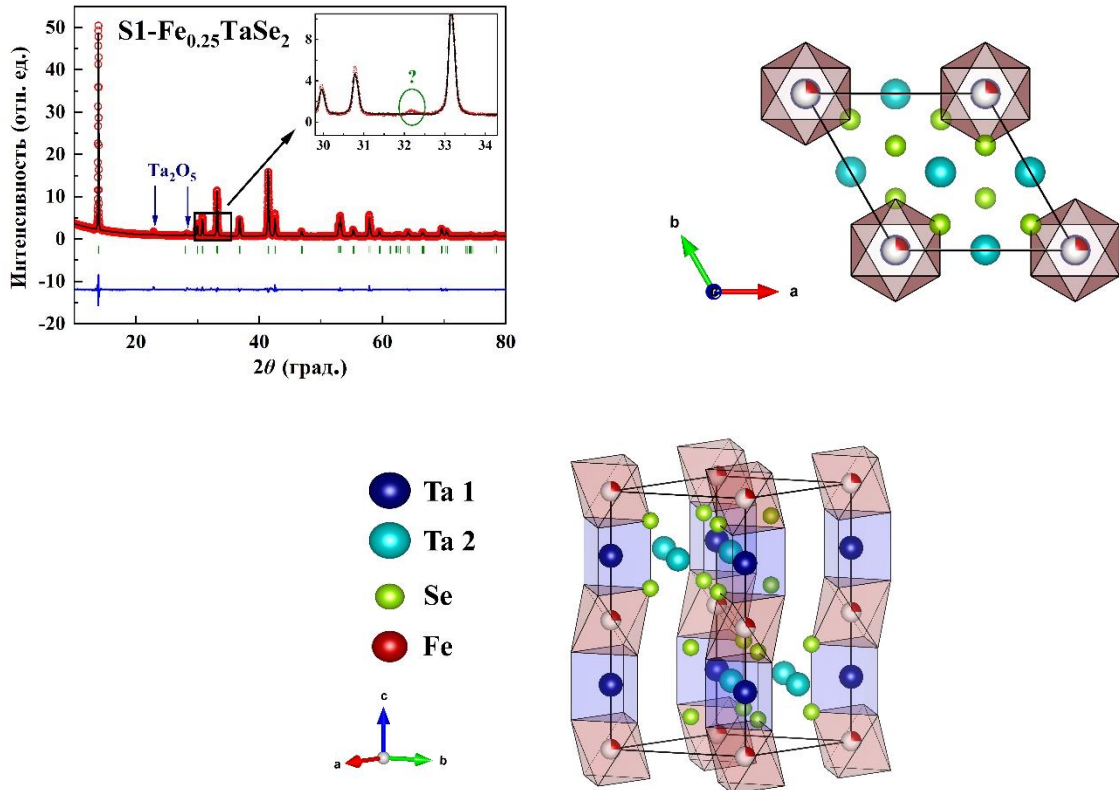 S1-Fe0.25TaSe2
Интенсивность (отн. ед.)
50
40
30
20
10
0
-10
-20
8
4
0
?
30 31 32 33 34
Ta2O5
20 40 60 80
2θ (град.)
b
a
Ta 1
Ta 2
Se
Fe
c
a
b